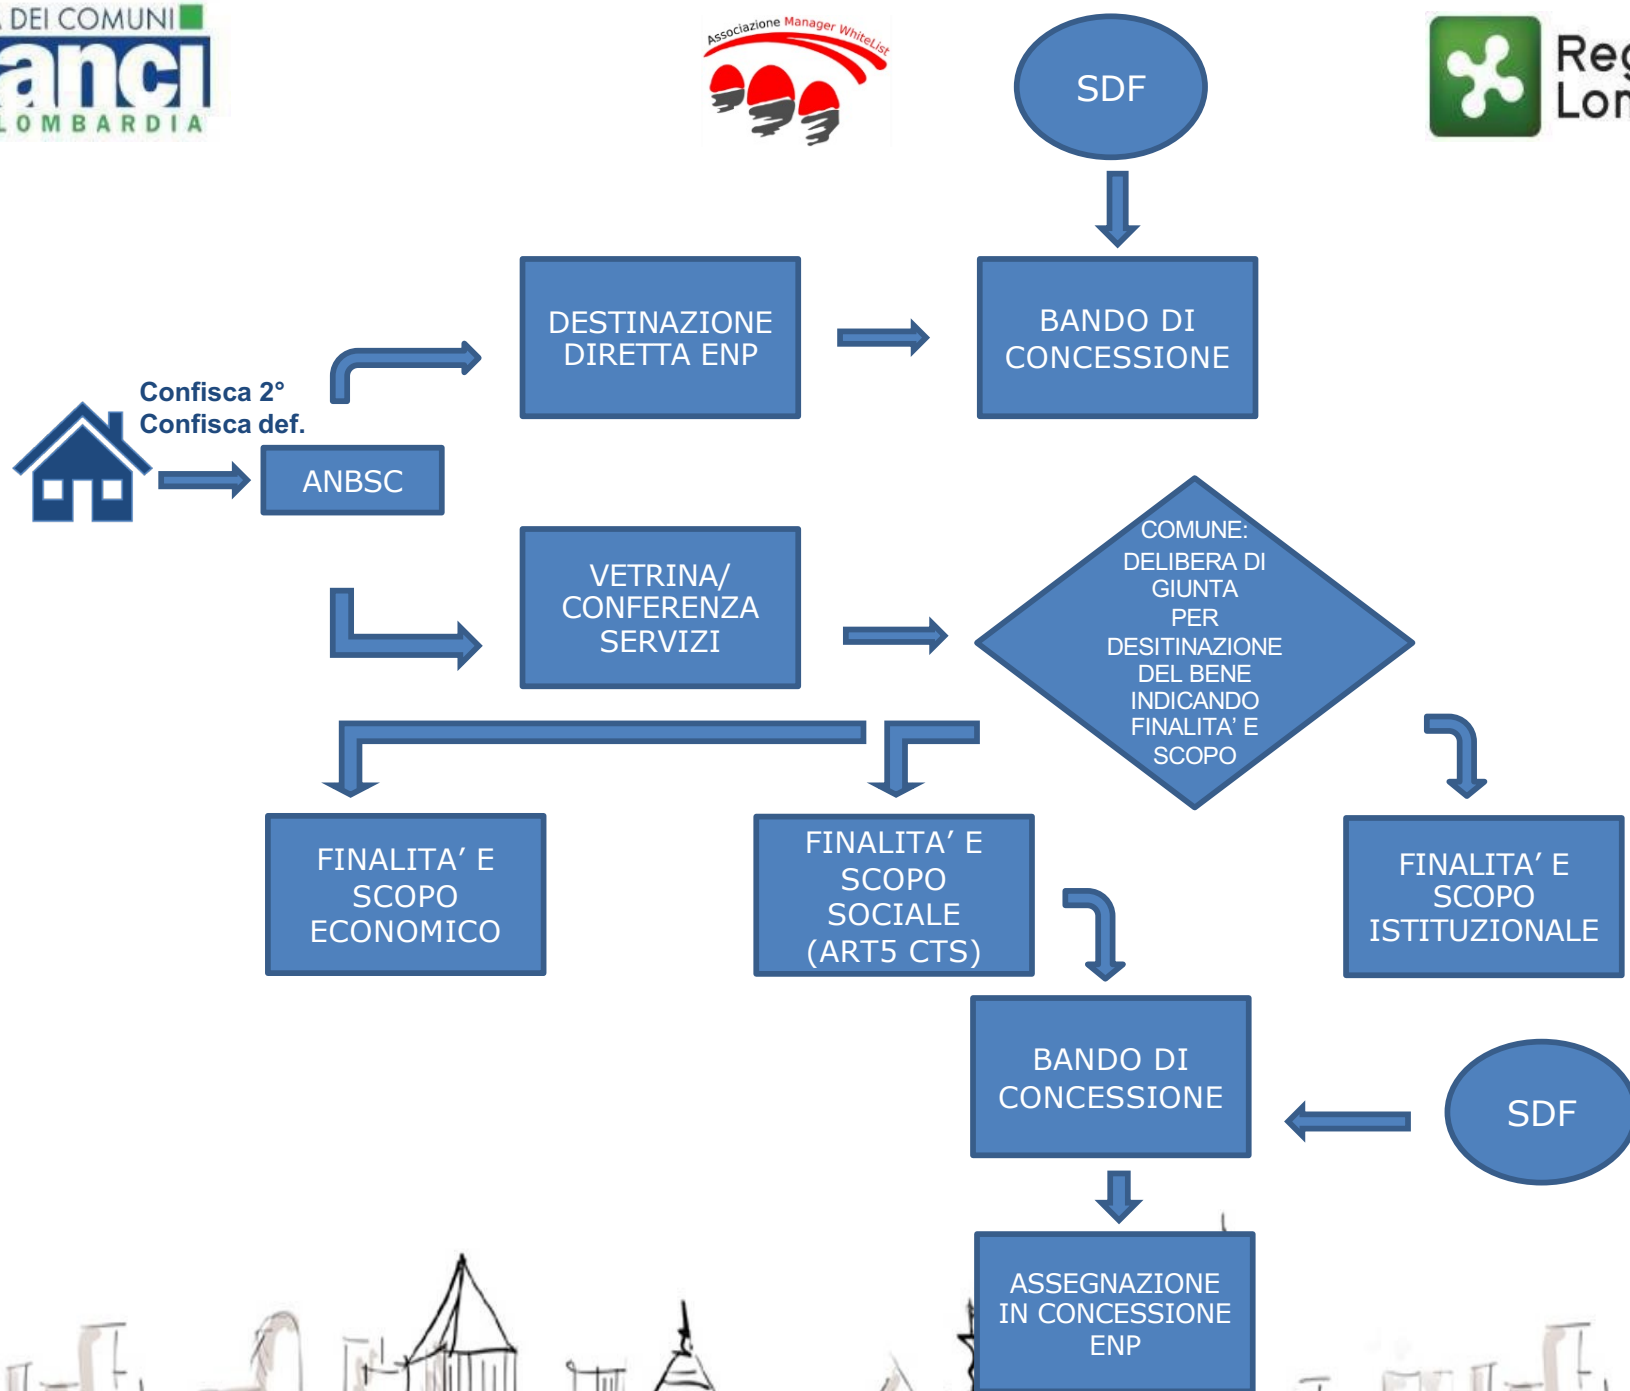 DEI COMUNI
anci
LOMBARDIA
Associazione Manager WhiteList
SDF
DESTINAZIONE
DIRETTA ENP
BANDO DI
CONCESSIONE
Confisca 2°
Confisca def.
ANBSC
VETRINA/
CONFERENZA
SERVIZI
COMUNE:
DELIBERA DI
GIUNTA
PER
DESITINAZIONE
DEL BENE
INDICANDO
FINALITA’ E
SCOPO
FINALITA’ E
SCOPO
ECONOMICO
FINALITA’ E
SCOPO
SOCIALE
(ART5 CTS)
FINALITA’ E
SCOPO
ISTITUZIONALE
BANDO DI
CONCESSIONE
SDF
ASSEGNAZIONE
IN CONCESSIONE
ENP